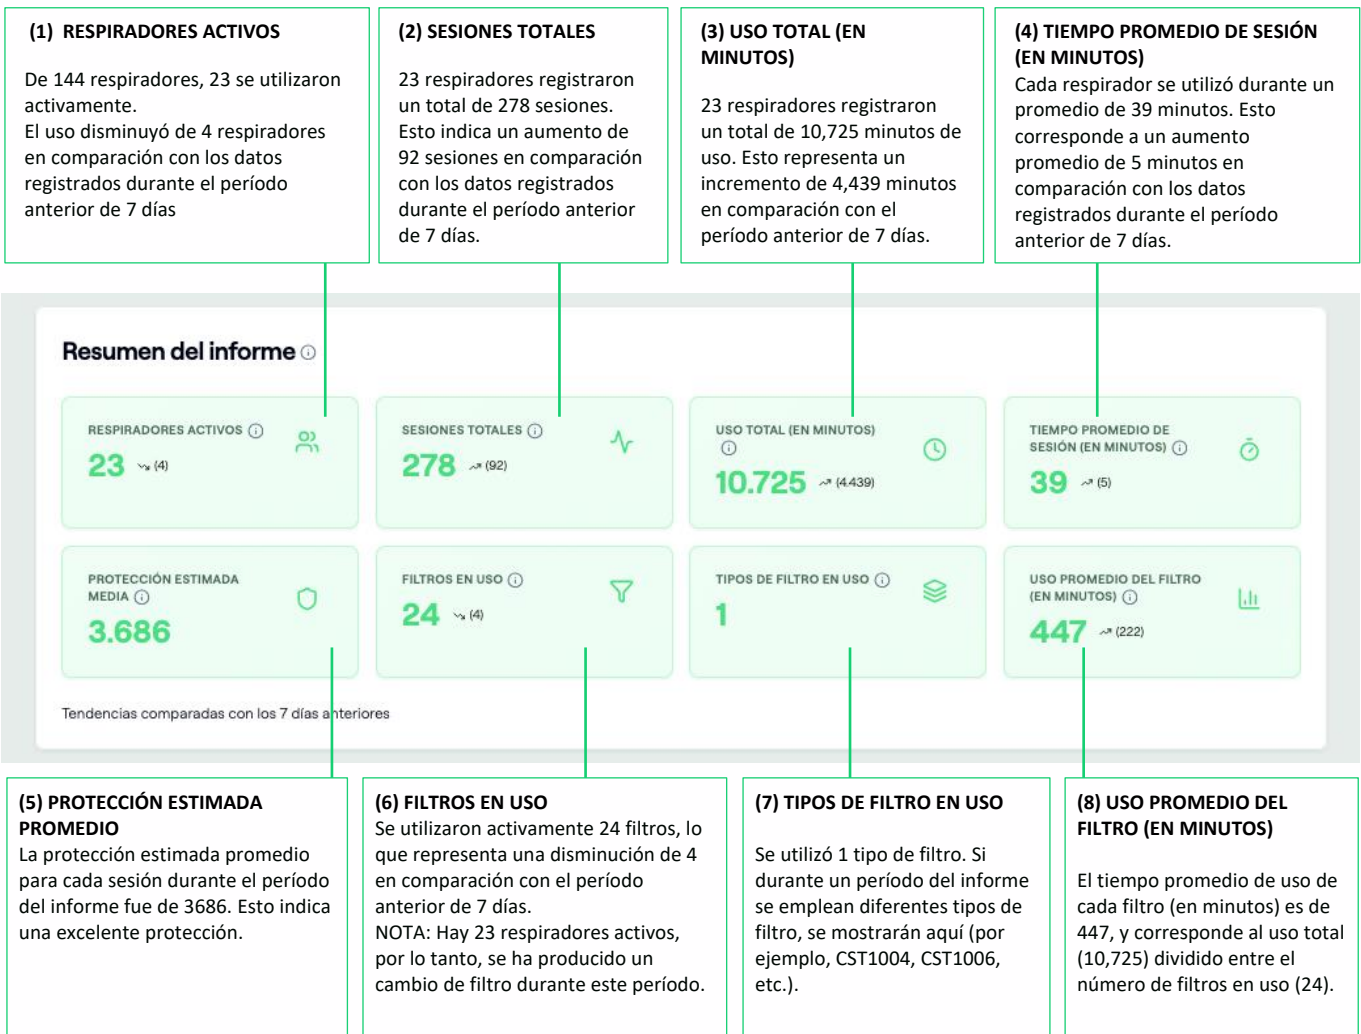 (1) RESPIRADORES ACTIVOS
De 144 respiradores, 23 se utilizaron
activamente.
El uso disminuyó de 4 respiradores
en comparación con los datos
registrados durante el período
anterior de 7 días
(2) SESIONES TOTALES
23 respiradores registraron
un total de 278 sesiones.
Esto indica un aumento de
92 sesiones en comparación
con los datos registrados
durante el período anterior
de 7 días.
(3) USO TOTAL (EN
MINUTOS)
23 respiradores registraron
un total de 10,725 minutos de
uso. Esto representa un
incremento de 4,439 minutos
en comparación con el
período anterior de 7 días.
(4) TIEMPO PROMEDIO DE SESIÓN
(EN MINUTOS)
Cada respirador se utilizó durante un
promedio de 39 minutos. Esto
corresponde a un aumento
promedio de 5 minutos en
comparación con los datos
registrados durante el período
anterior de 7 días.
Resumen del informe
RESPIRADORES ACTIVOS
23 (4)
SESIONES TOTALES
278 (92)
USO TOTAL (EN MINUTOS)
10.725 (4.439)
TIEMPO PROMEDIO DE
SESIÓN (EN MINUTOS)
39 (5)
PROTECCIÓN ESTIMADA
MEDIA
3.686
FILTROS EN USO
24 (4)
TIPOS DE FILTRO EN USO
1
USO PROMEDIO DEL FILTRO
(EN MINUTOS)
447 (222)
Tendencias comparadas con los 7 días anteriores
(5) PROTECCIÓN ESTIMADA
PROMEDIO
La protección estimada promedio
para cada sesión durante el período
del informe fue de 3686. Esto indica
una excelente protección.
(6) FILTROS EN USO
Se utilizaron activamente 24 filtros, lo
que representa una disminución de 4
en comparación con el período
anterior de 7 días.
NOTA: Hay 23 respiradores activos,
por lo tanto, se ha producido un
cambio de filtro durante este período.
(7) TIPOS DE FILTRO EN USO
Se utilizó 1 tipo de filtro. Si
durante un período del informe
se emplean diferentes tipos de
filtro, se mostrarán aquí (por
ejemplo, CST1004, CST1006,
etc.).
(8) USO PROMEDIO DEL
FILTRO (EN MINUTOS)
El tiempo promedio de uso de
cada filtro (en minutos) es de
447, y corresponde al uso total
(10,725) dividido entre el
número de filtros en uso (24).